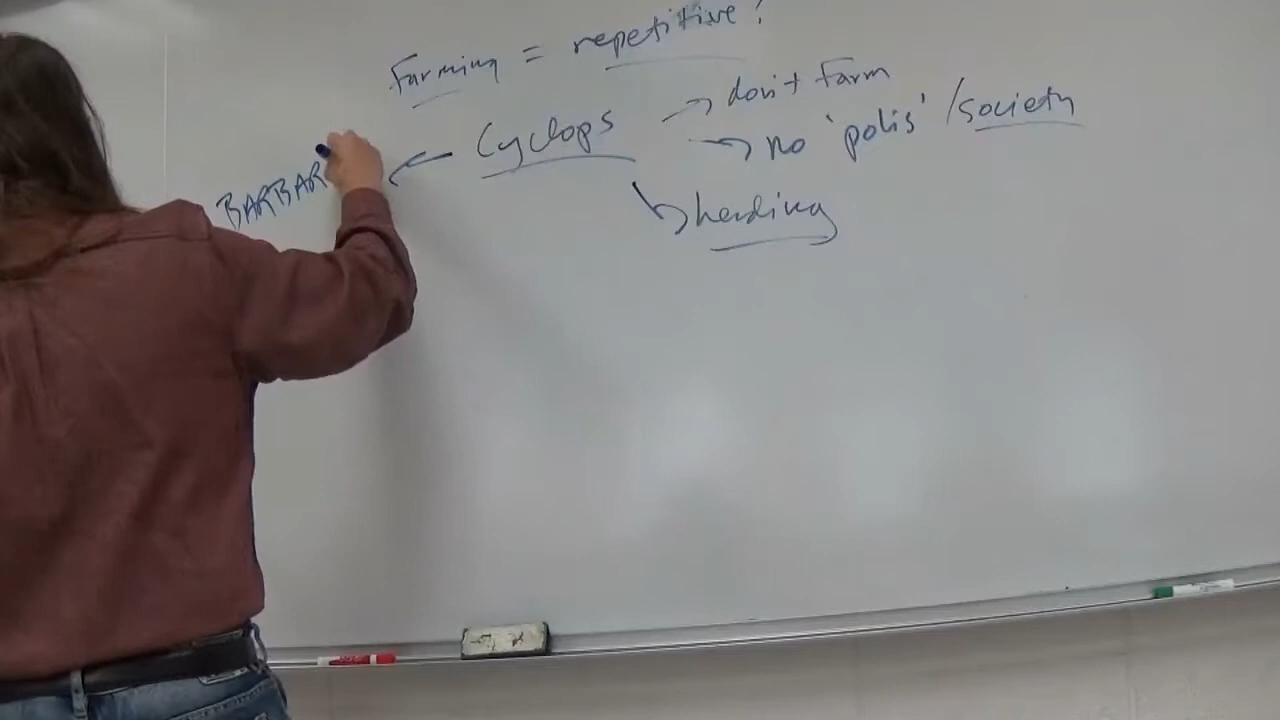 Farming = repetitive?
→ don't farm
← Cyclops → no 'polis' / society
BARBAR
↳ herding